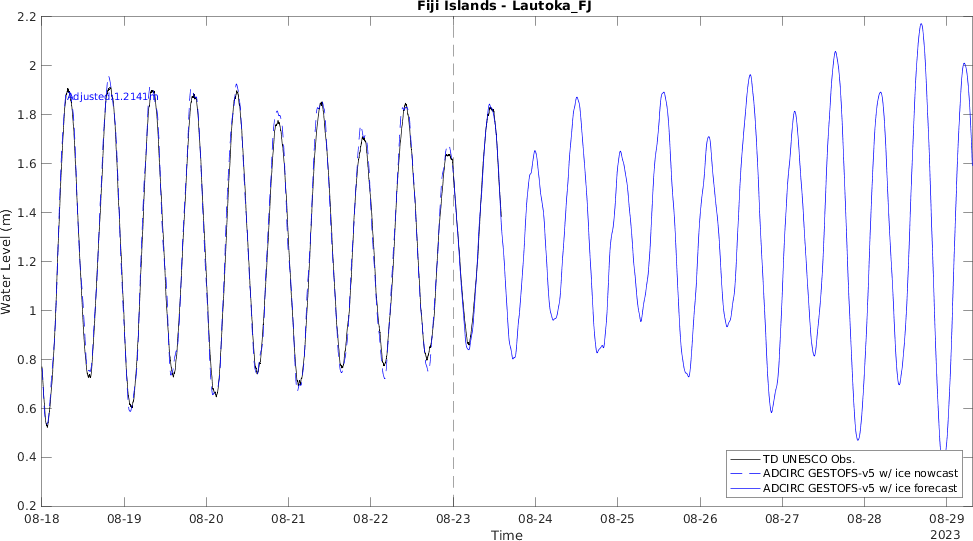 Fiji Islands - Lautoka_FJ
2.2
2
1.8
1.6
1.4
1.2
1
0.8
0.6
0.4
0.2
Water Level (m)
Adjusted:1.2141m
TD UNESCO Obs.
ADCIRC GESTOFS-v5 w/ ice nowcast
ADCIRC GESTOFS-v5 w/ ice forecast
08-18 08-19 08-20 08-21 08-22 08-23 08-24 08-25 08-26 08-27 08-28 08-29
2023
Time